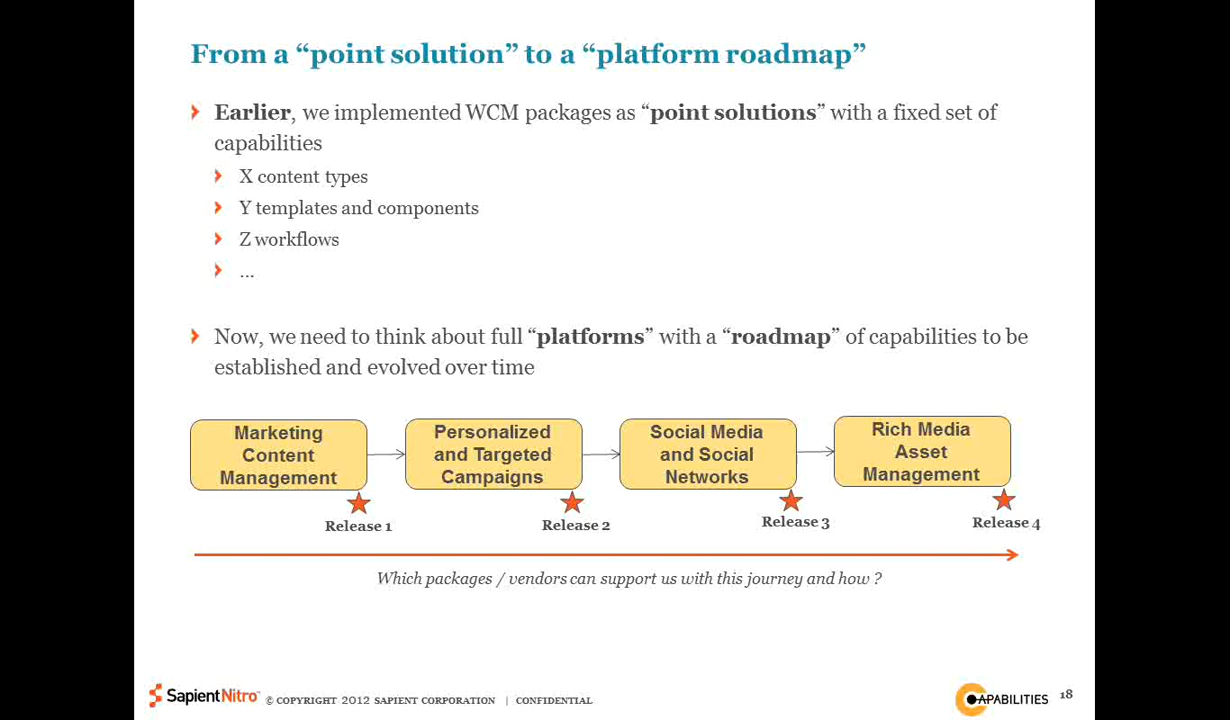 From a “point solution” to a “platform roadmap”
Earlier, we implemented WCM packages as “point solutions” with a fixed set of
capabilities
X content types
Y templates and components
Z workflows
...
Now, we need to think about full “platforms” with a “roadmap” of capabilities to be
established and evolved over time
Marketing
Content
Management
Personalized
and Targeted
Campaigns
Social Media
and Social
Networks
Rich Media
Asset
Management
Release 1
Release 2
Release 3
Release 4
Which packages / vendors can support us with this journey and how ?
SapientNitro
© COPYRIGHT 2012 SAPIENT CORPORATION | CONFIDENTIAL
CAPABILITIES
18